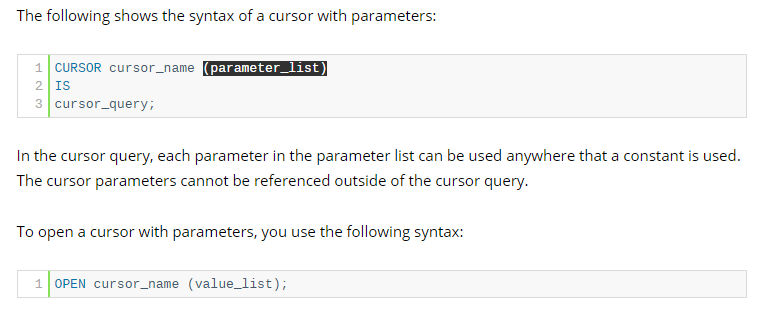 The following shows the syntax of a cursor with parameters:
1 CURSOR cursor_name (parameter_list)
2 IS
3 cursor_query;
In the cursor query, each parameter in the parameter list can be used anywhere that a constant is used.
The cursor parameters cannot be referenced outside of the cursor query.
To open a cursor with parameters, you use the following syntax:
1 OPEN cursor_name (value_list);